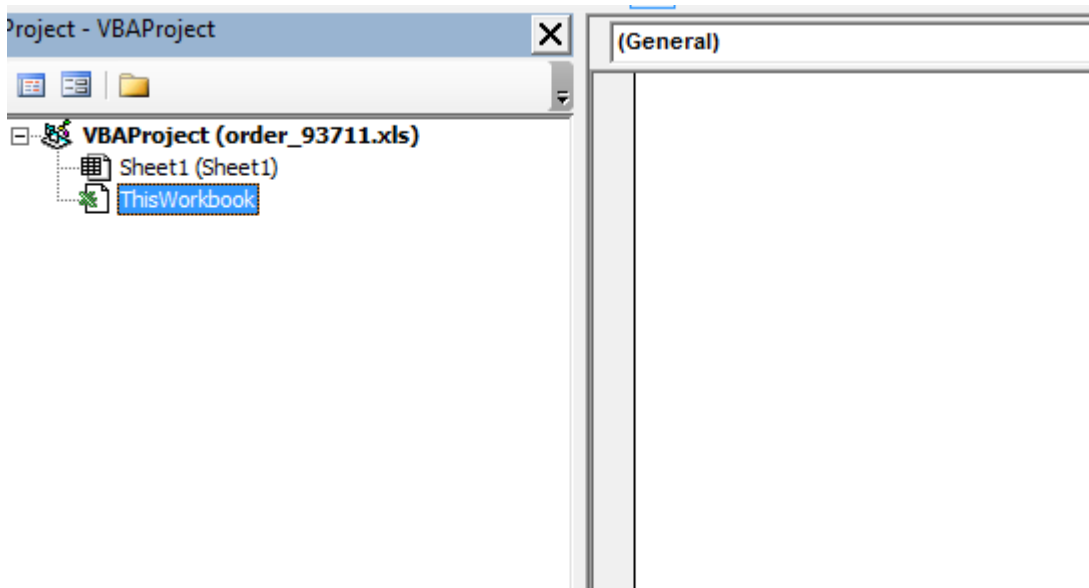 Project - VBAProject
(General)
VBAProject (order_93711.xls)
Sheet1 (Sheet1)
ThisWorkbook